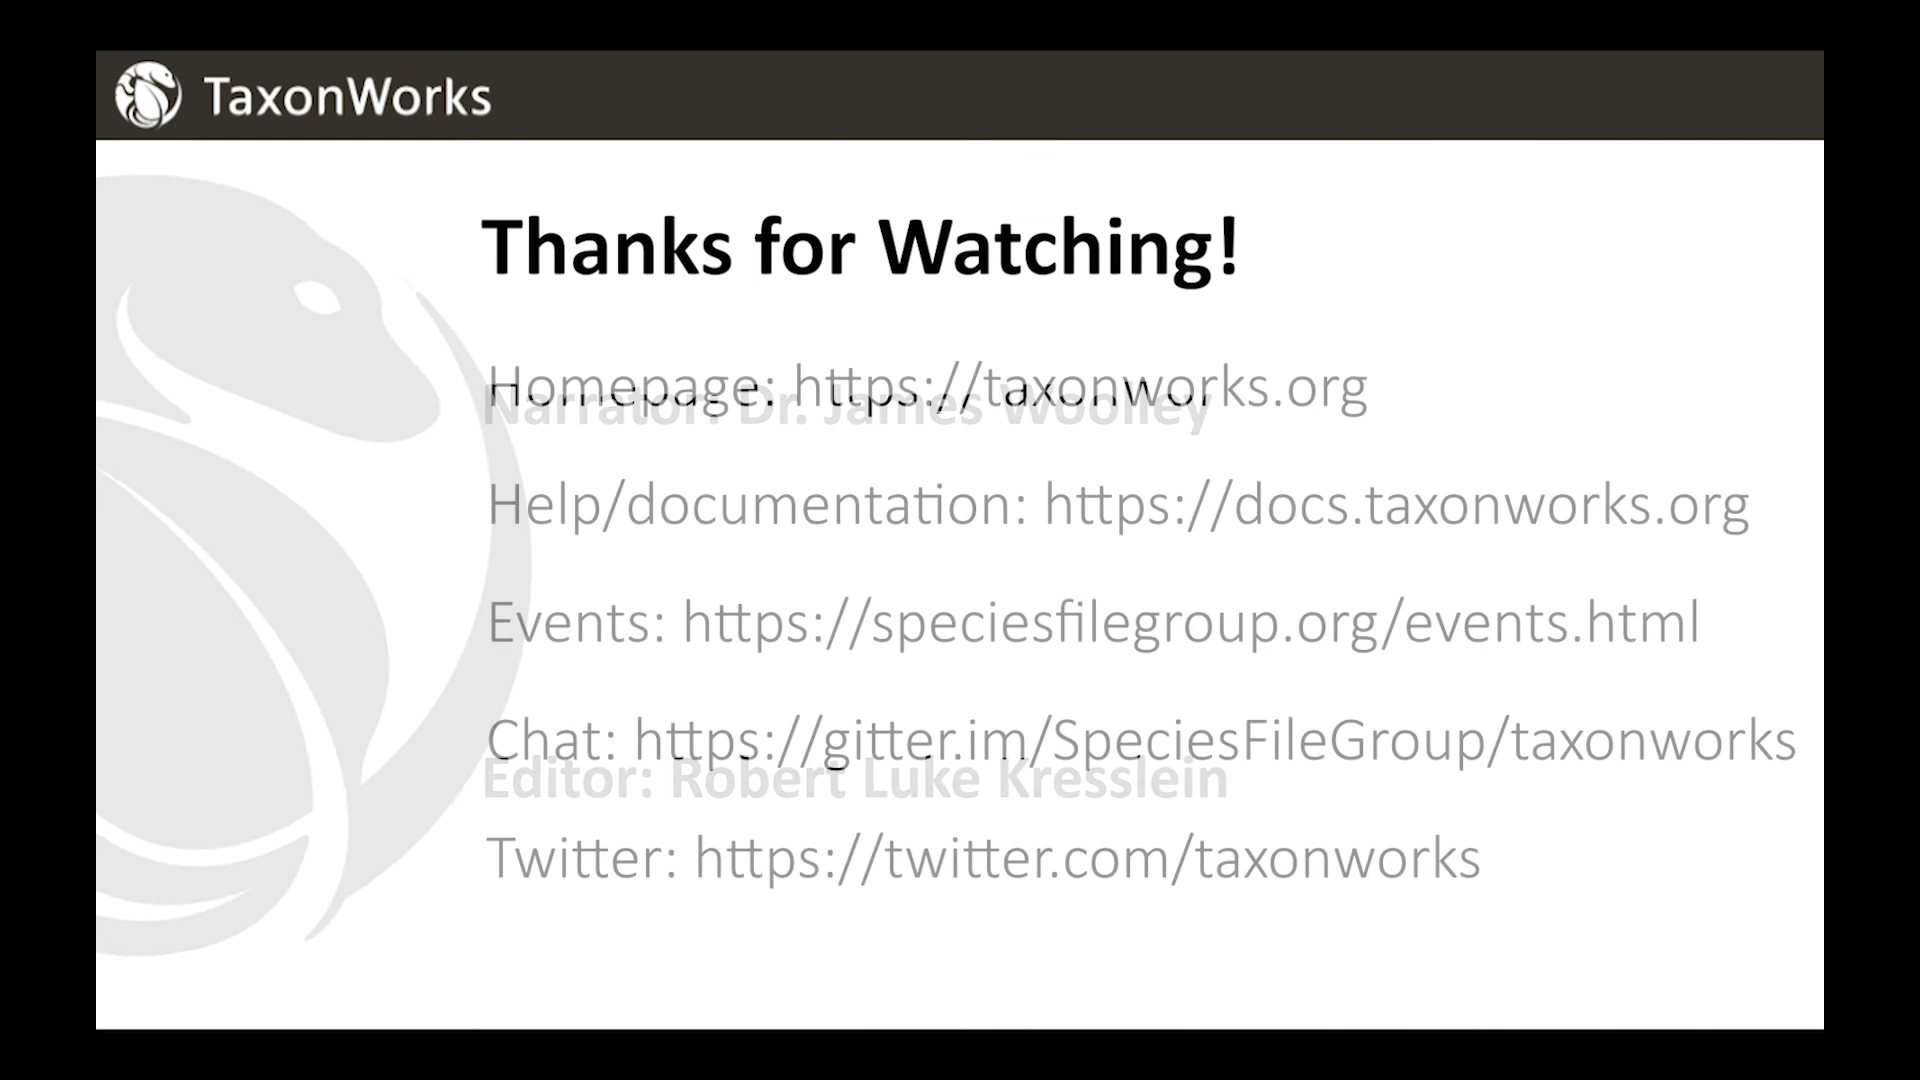 TaxonWorks
Thanks for Watching!
Homepage: https://taxonworks.org
Narrator: Dr. James Woolley
Help/documentation: https://docs.taxonworks.org
Events: https://speciesfilegroup.org/events.html
Chat: https://gitter.im/SpeciesFileGroup/taxonworks
Editor: Robert Luke Kresslein
Twitter: https://twitter.com/taxonworks